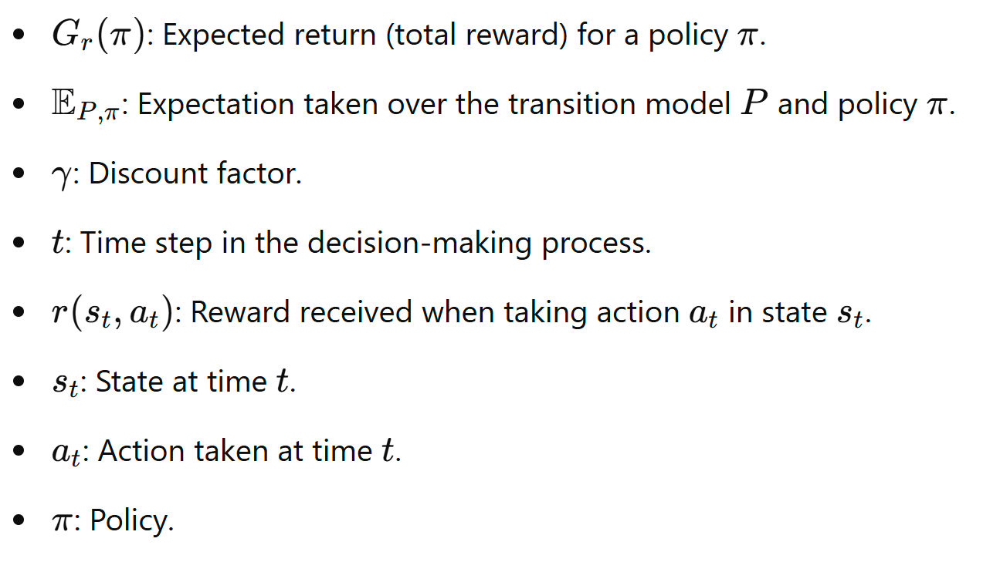 • $G_r(\pi)$: Expected return (total reward) for a policy $\pi$.
• $\mathbb{E}_{P,\pi}$: Expectation taken over the transition model $P$ and policy $\pi$.
• $\gamma$: Discount factor.
• $t$: Time step in the decision-making process.
• $r(s_t, a_t)$: Reward received when taking action $a_t$ in state $s_t$.
• $s_t$: State at time $t$.
• $a_t$: Action taken at time $t$.
• $\pi$: Policy.